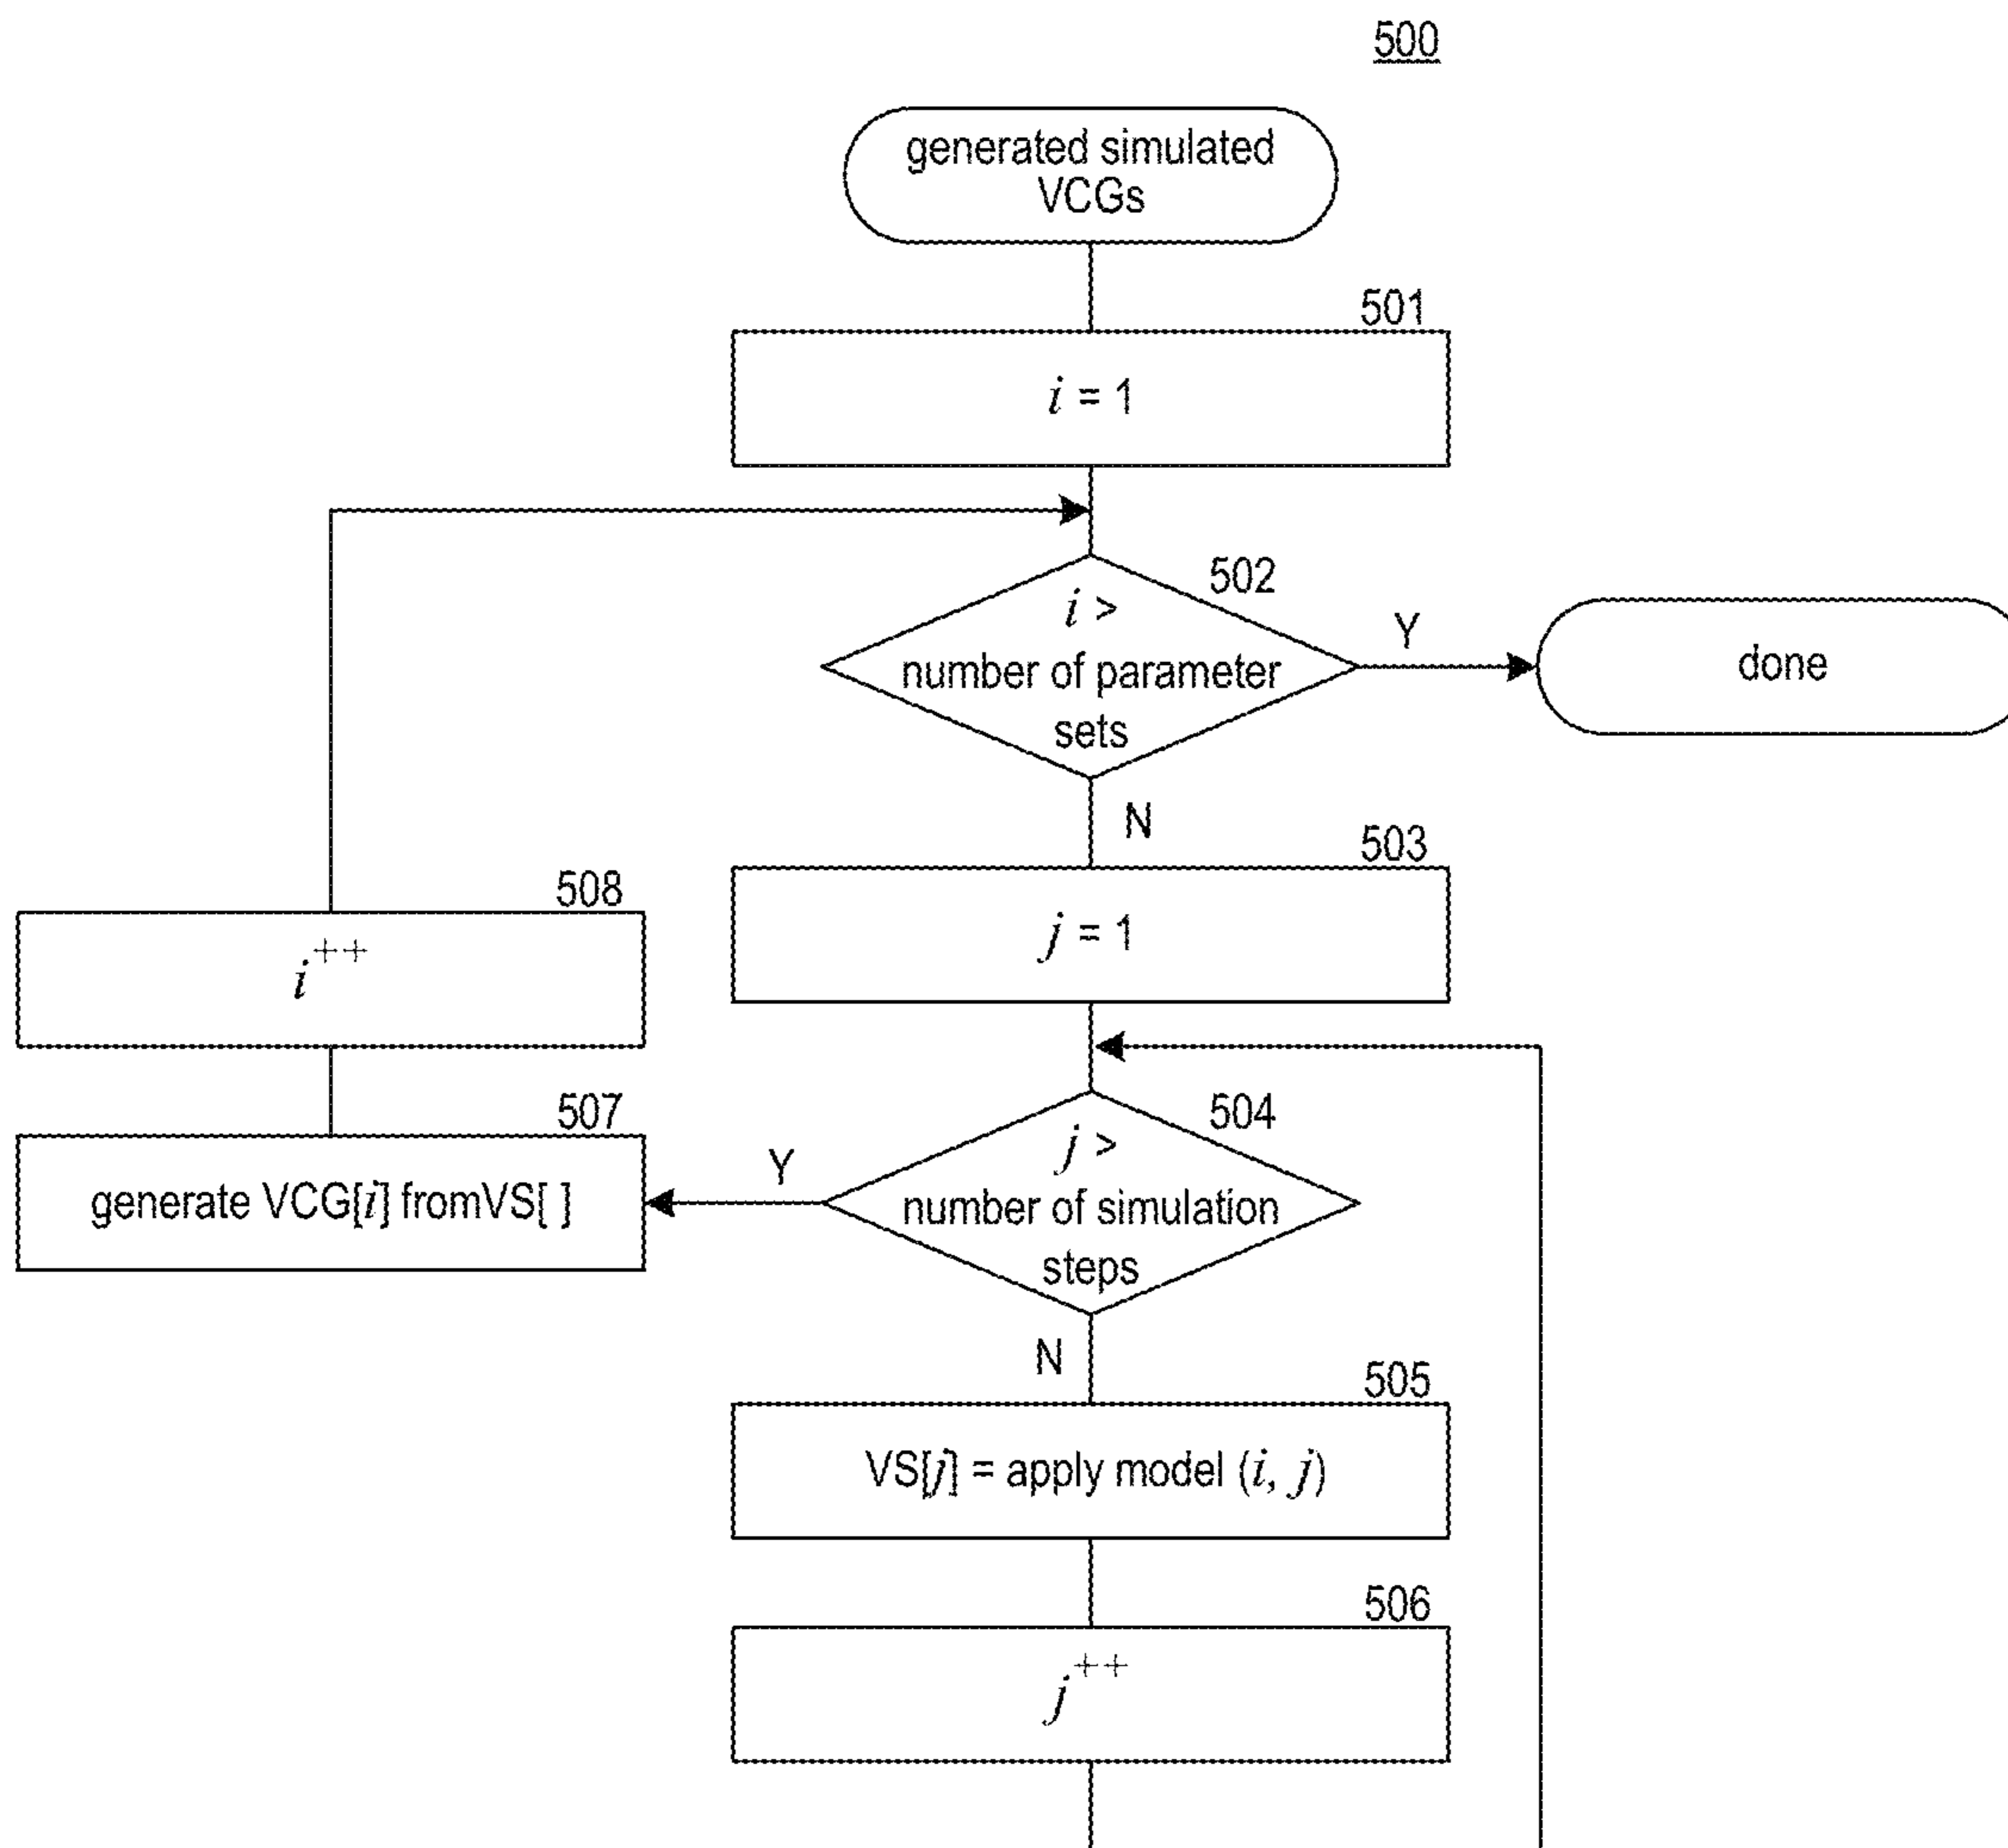 500
generated simulated
VCGs
501
i = 1
502
i >
number of parameter
sets
Y
done
N
503
j = 1
508
i++
504
j >
number of simulation
steps
Y
507
generate VCG[i] fromVS[ ]
N
505
VS[j] = apply model (i, j)
506
j++